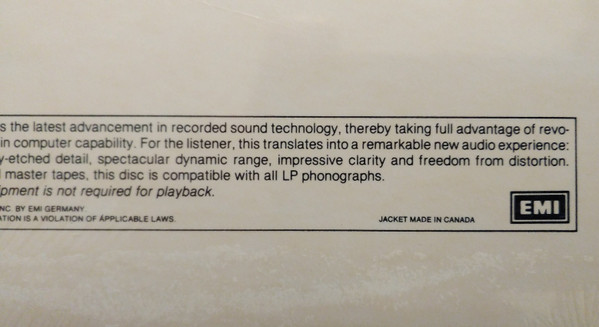 s the latest advancement in recorded sound technology, thereby taking full advantage of revo-
in computer capability. For the listener, this translates into a remarkable new audio experience:
y-etched detail, spectacular dynamic range, impressive clarity and freedom from distortion.
master tapes, this disc is compatible with all LP phonographs.
pment is not required for playback.
NC. BY EMI GERMANY
ATION IS A VIOLATION OF APPLICABLE LAWS.
JACKET MADE IN CANADA
EMI